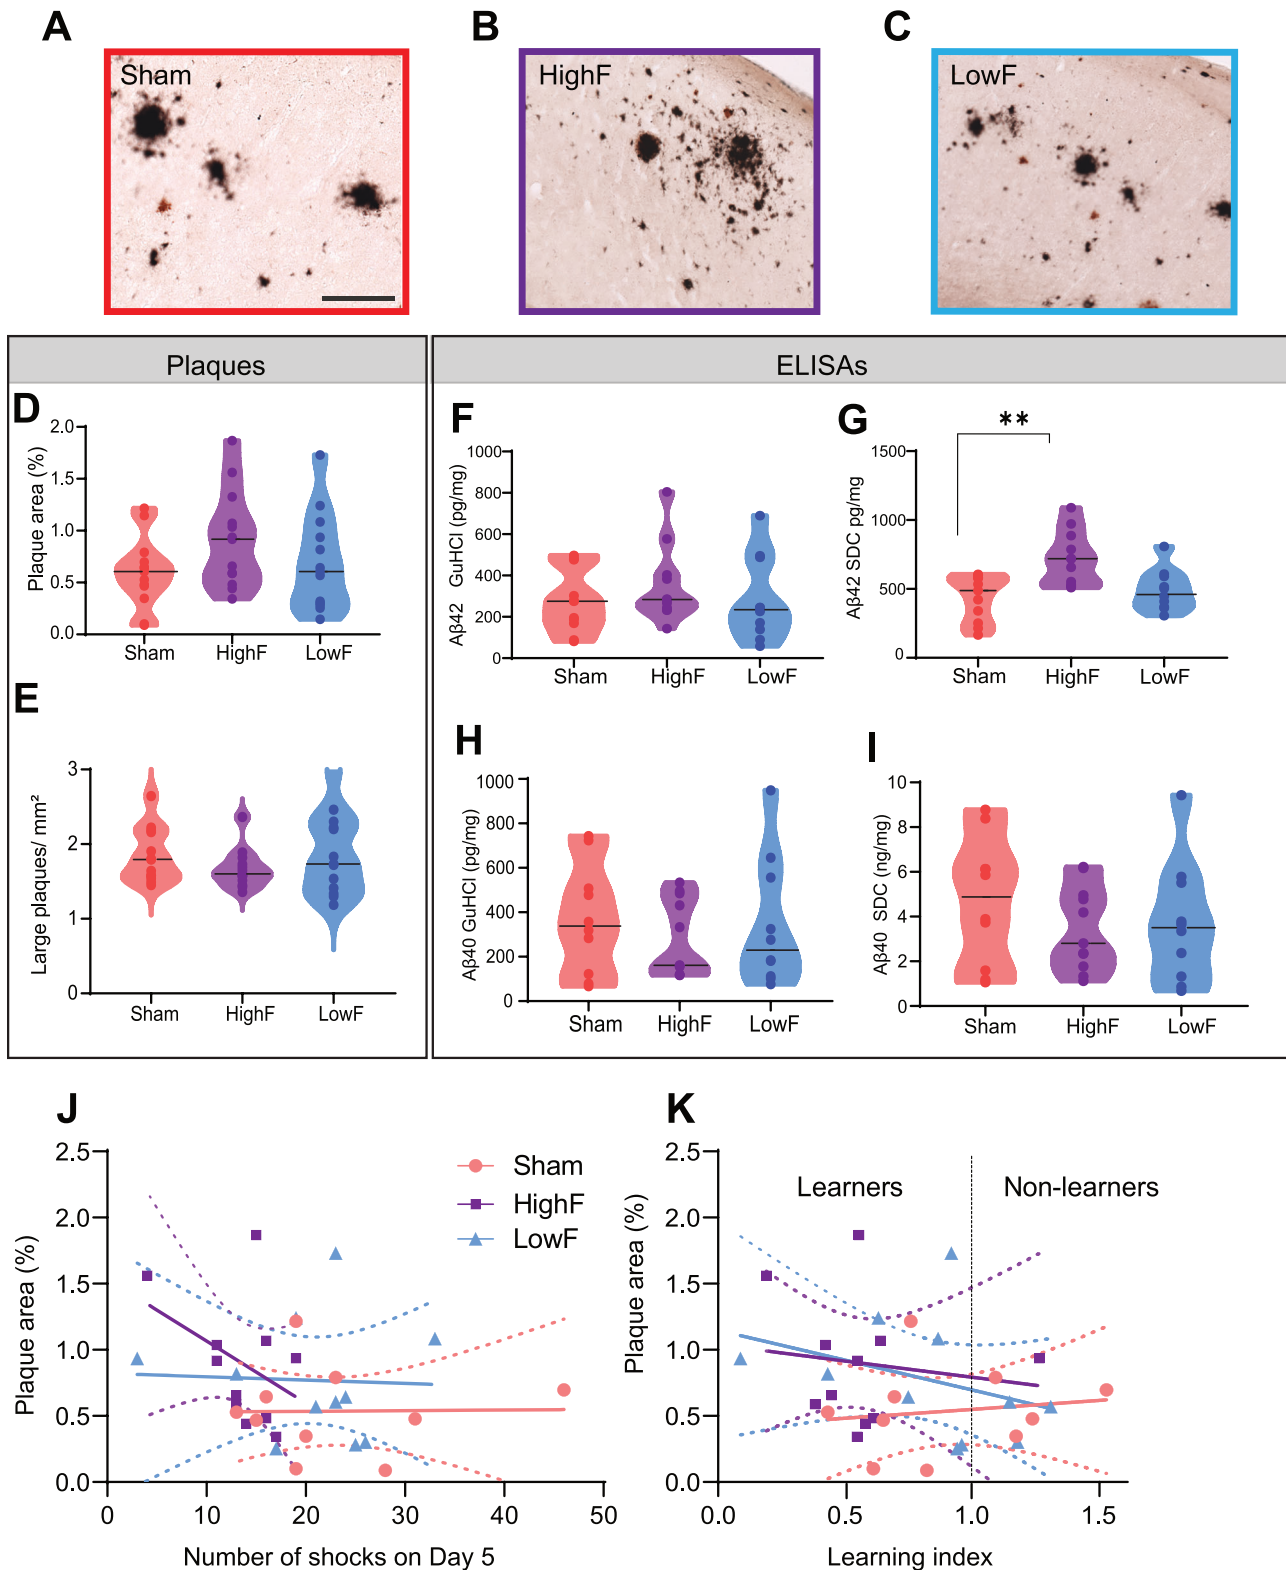 A
B
C
Sham
HighF
LowF
Plaques
ELISAs
D
Plaque area (%)
2.0
1.5
1.0
0.5
0.0
Sham
HighF
LowF
E
Large plaques/ mm²
3
2
1
0
Sham
HighF
LowF
F
Aβ42 GuHCl (pg/mg)
1000
800
600
400
200
0
Sham
HighF
LowF
G
**
Aβ42 SDC pg/mg
1500
1000
500
0
Sham
HighF
LowF
H
Aβ40 GuHCl (pg/mg)
1000
800
600
400
200
0
Sham
HighF
LowF
I
Aβ40 SDC (ng/mg)
10
8
6
4
2
0
Sham
HighF
LowF
J
Plaque area (%)
2.5
2.0
1.5
1.0
0.5
0.0
0
10
20
30
40
50
Number of shocks on Day 5
Sham
HighF
LowF
K
Plaque area (%)
2.5
2.0
1.5
1.0
0.5
0.0
Learners
Non-learners
0.0
0.5
1.0
1.5
Learning index